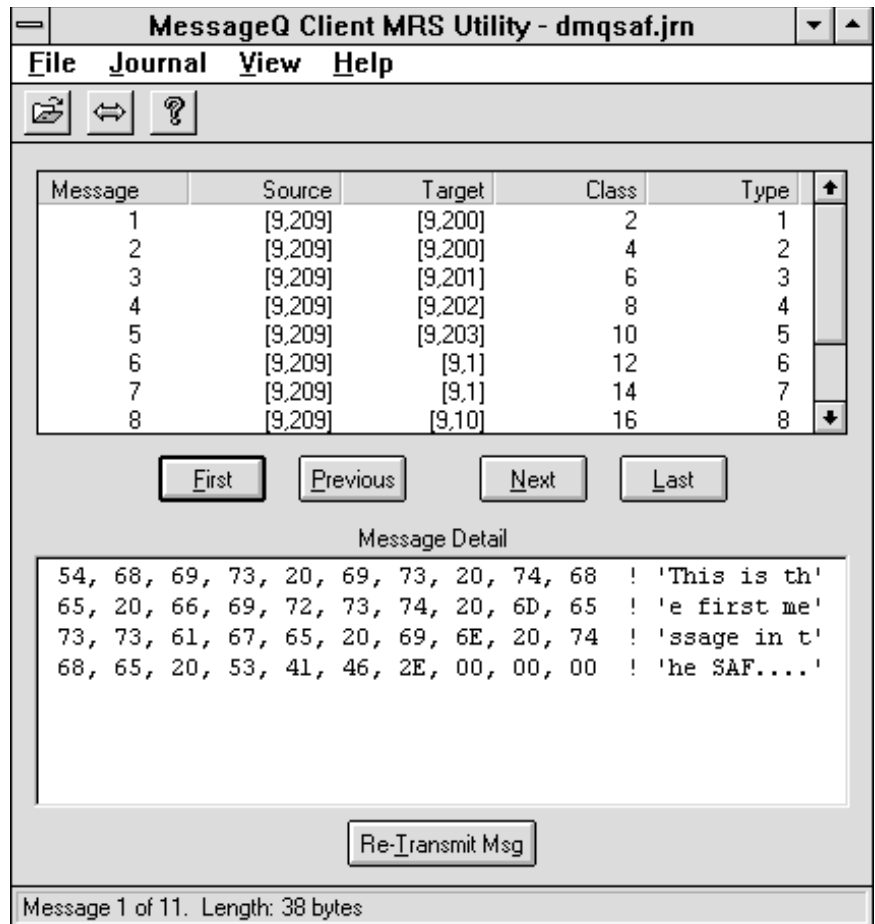 MessageQ Client MRS Utility - dmqsaf.jrn
File Journal View Help
Message Source Target Class Type
1 [9,209] [9,200] 2 1
2 [9,209] [9,200] 4 2
3 [9,209] [9,201] 6 3
4 [9,209] [9,202] 8 4
5 [9,209] [9,203] 10 5
6 [9,209] [9,1] 12 6
7 [9,209] [9,1] 14 7
8 [9,209] [9,10] 16 8
First Previous Next Last
Message Detail
54, 68, 69, 73, 20, 69, 73, 20, 74, 68 ! 'This is th'
65, 20, 66, 69, 72, 73, 74, 20, 6D, 65 ! 'e first me'
73, 73, 61, 67, 65, 20, 69, 6E, 20, 74 ! 'ssage in t'
68, 65, 20, 53, 41, 46, 2E, 00, 00, 00 ! 'he SAF....'
Re-Transmit Msg
Message 1 of 11. Length: 38 bytes